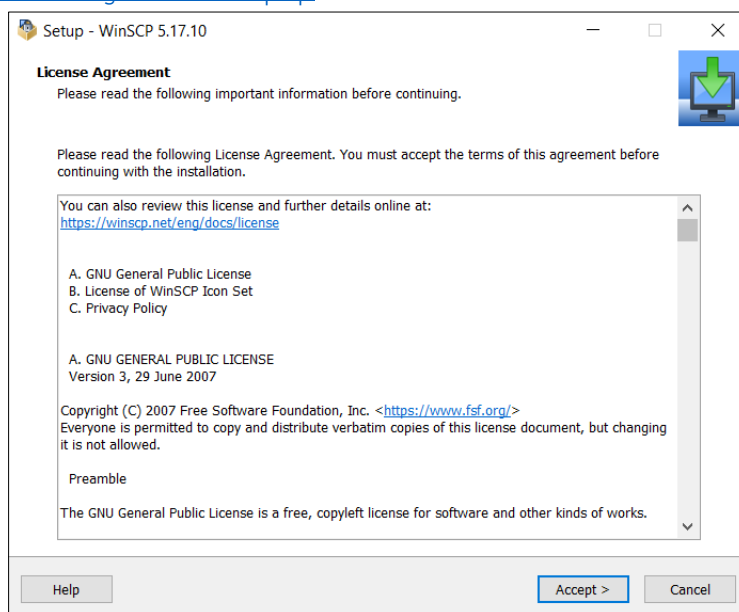 Setup - WinSCP 5.17.10
License Agreement
Please read the following important information before continuing.
Please read the following License Agreement. You must accept the terms of this agreement before
continuing with the installation.
You can also review this license and further details online at:
https://winscp.net/eng/docs/license
A. GNU General Public License
B. License of WinSCP Icon Set
C. Privacy Policy
A. GNU GENERAL PUBLIC LICENSE
Version 3, 29 June 2007
Copyright (C) 2007 Free Software Foundation, Inc. <https://www.fsf.org/>
Everyone is permitted to copy and distribute verbatim copies of this license document, but changing
it is not allowed.
Preamble
The GNU General Public License is a free, copyleft license for software and other kinds of works.
Help
Accept >
Cancel